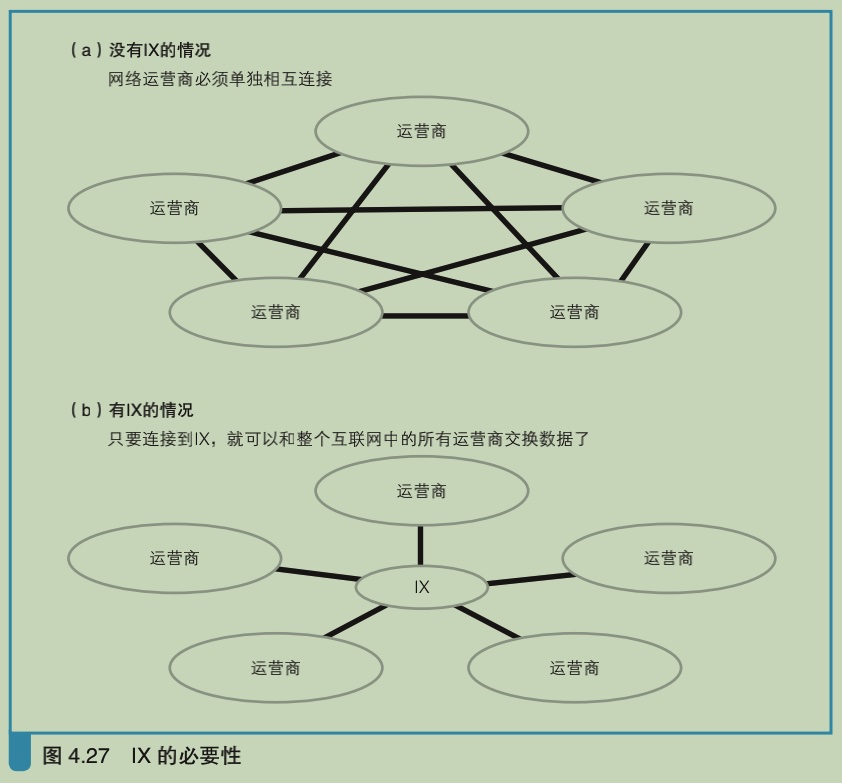 （a）没有IX的情况
网络运营商必须单独相互连接
运营商
运营商
运营商
运营商
运营商
（b）有IX的情况
只要连接到IX，就可以和整个互联网中的所有运营商交换数据了
运营商
运营商
运营商
IX
运营商
运营商
图 4.27 IX 的必要性